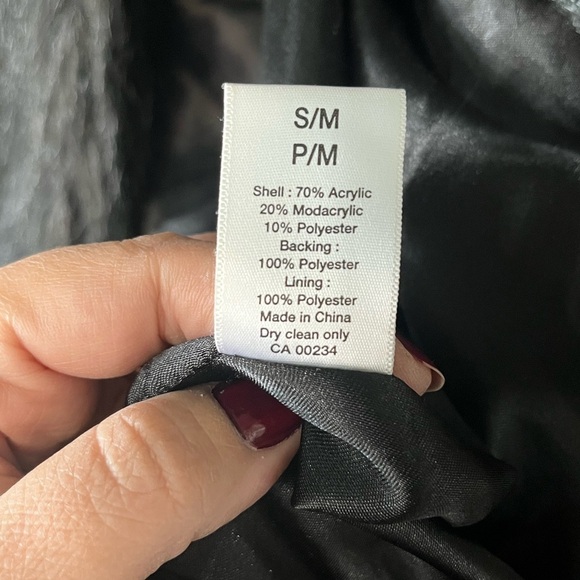 S/M
P/M
Shell : 70% Acrylic
20% Modacrylic
10% Polyester
Backing :
100% Polyester
Lining :
100% Polyester
Made in China
Dry clean only
CA 00234